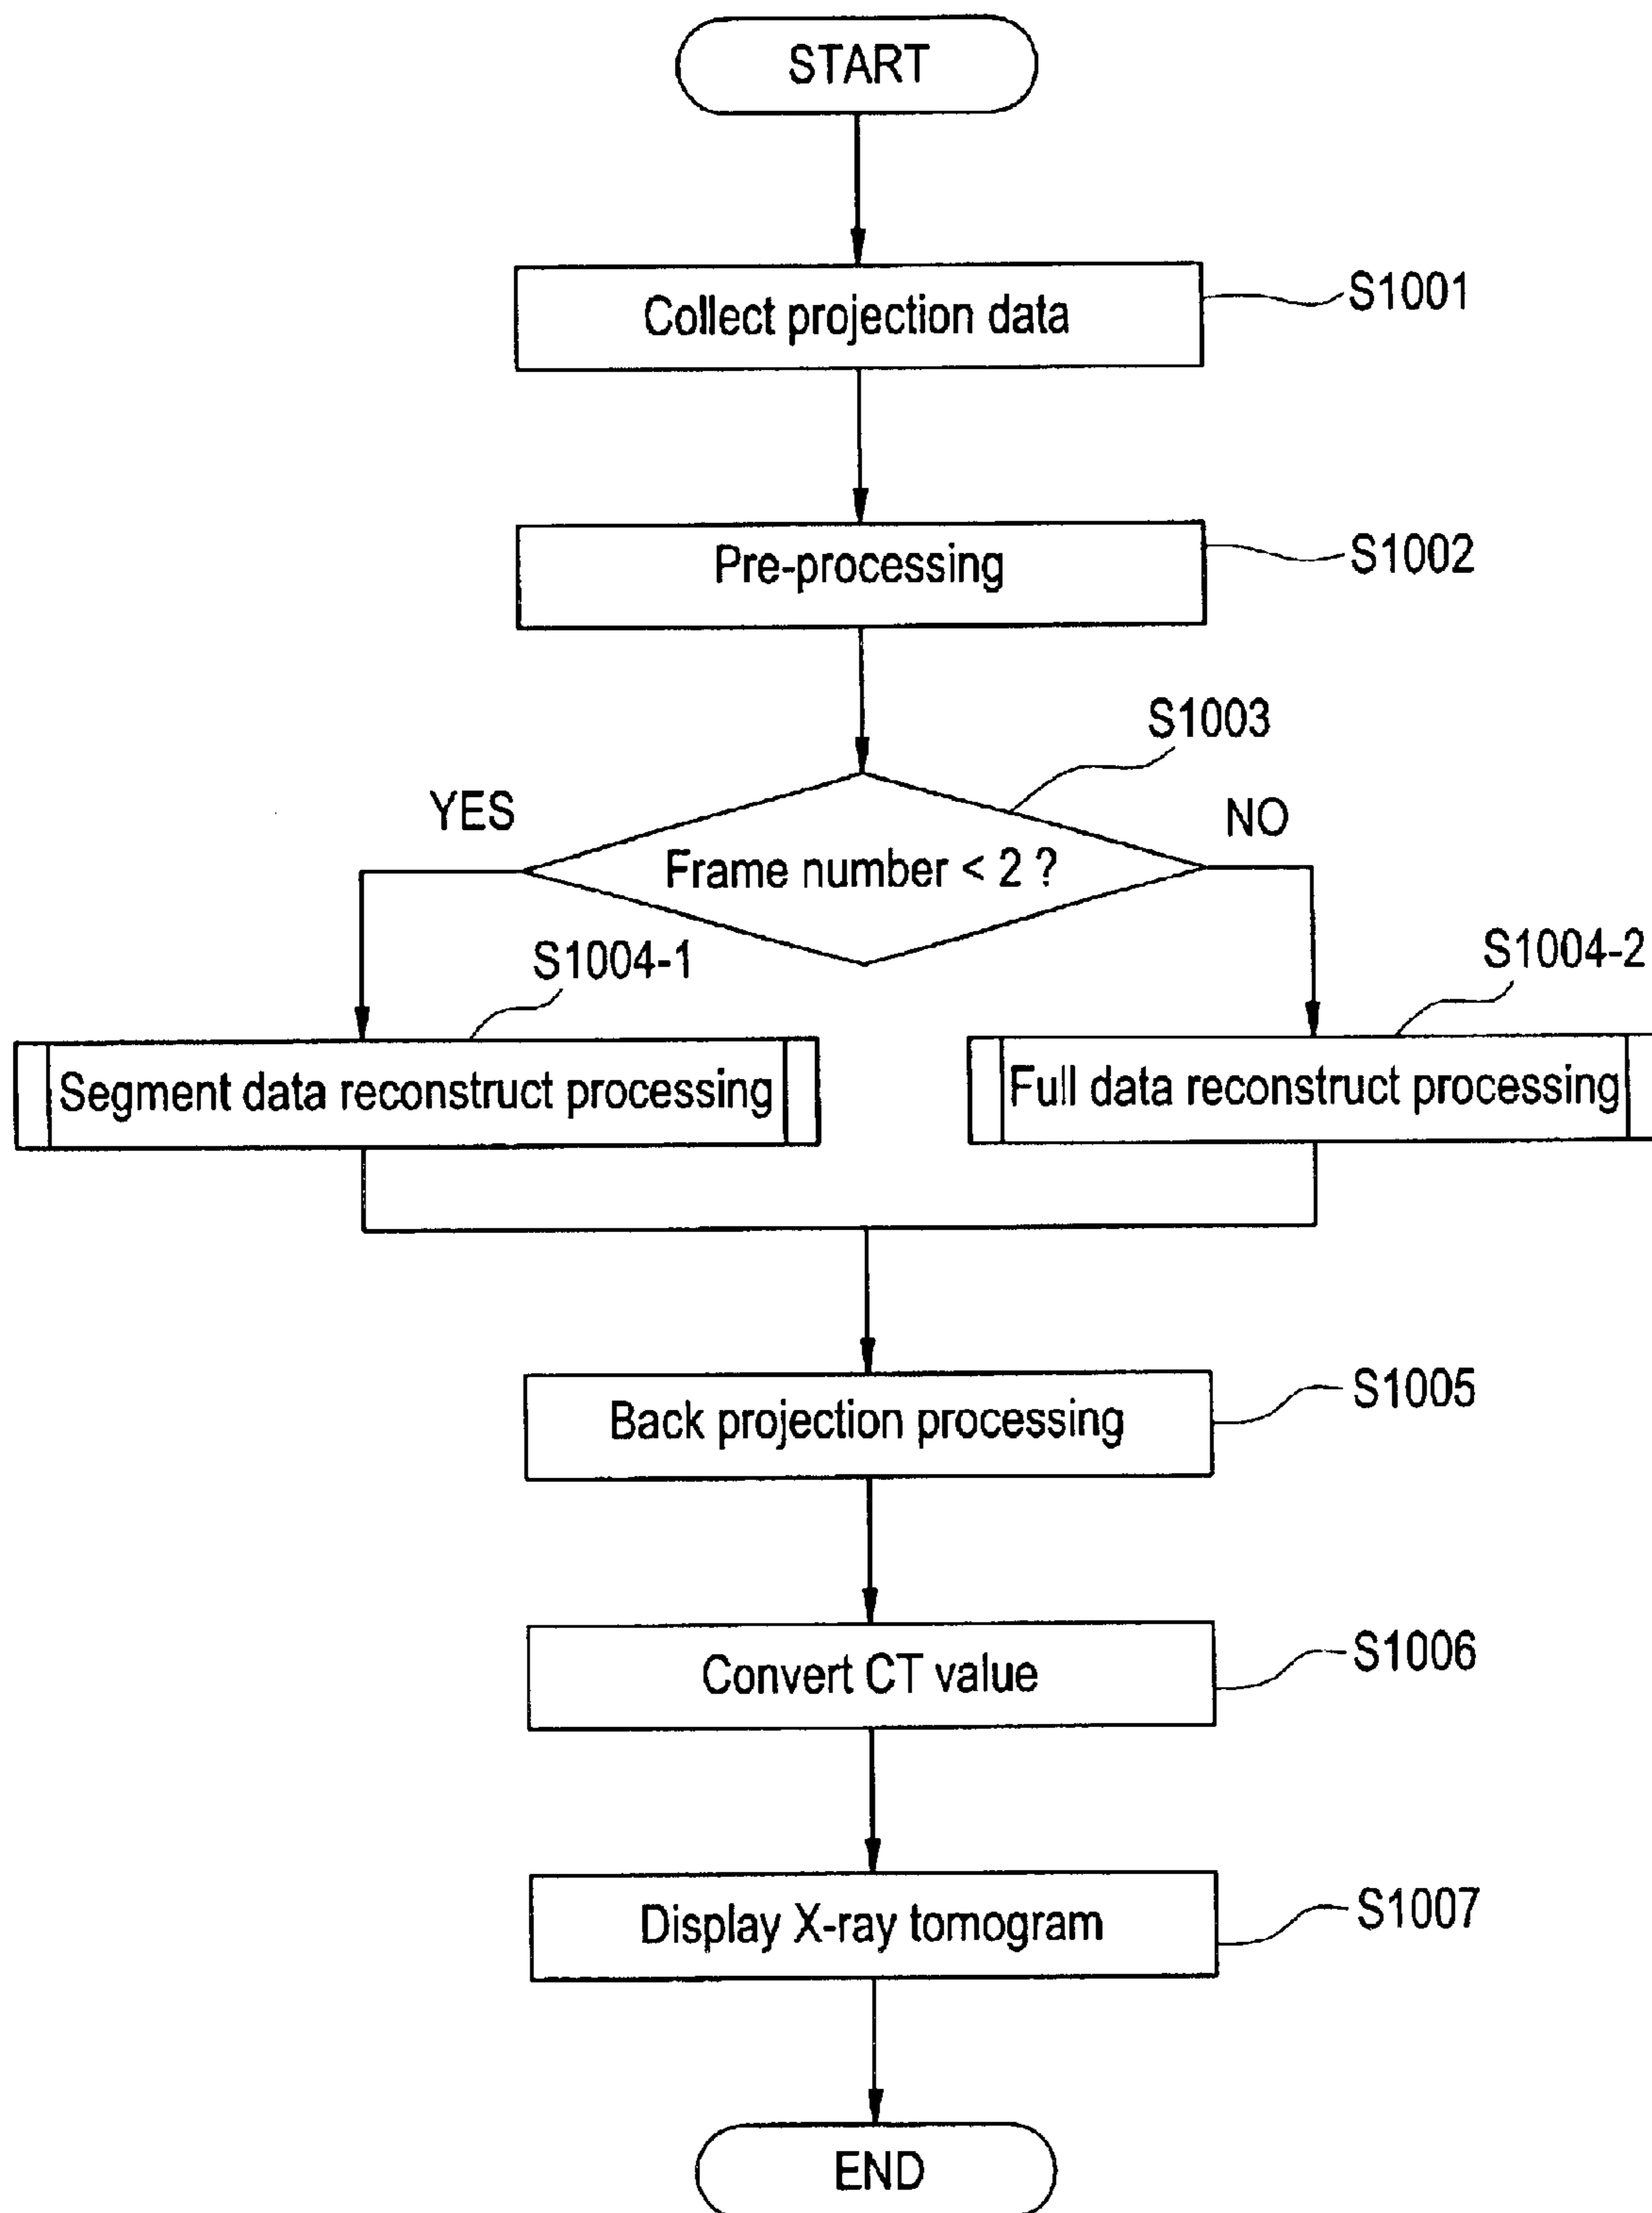 START
Collect projection data
S1001
Pre-processing
S1002
S1003
YES
NO
Frame number < 2 ?
S1004-1
S1004-2
Segment data reconstruct processing
Full data reconstruct processing
Back projection processing
S1005
Convert CT value
S1006
Display X-ray tomogram
S1007
END